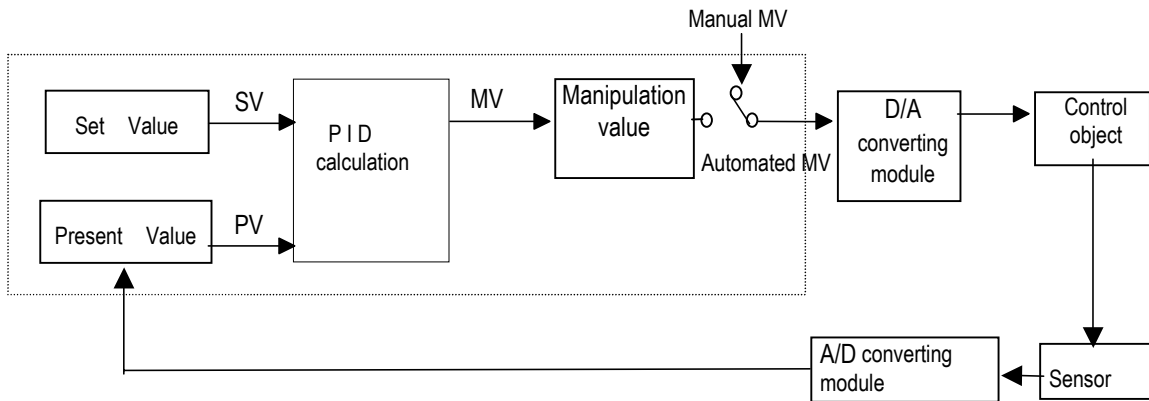 Manual MV
SV
Set Value
P I D
calculation
MV
Manipulation
value
Automated MV
D/A
converting
module
Control
object
PV
Present Value
A/D converting
module
Sensor